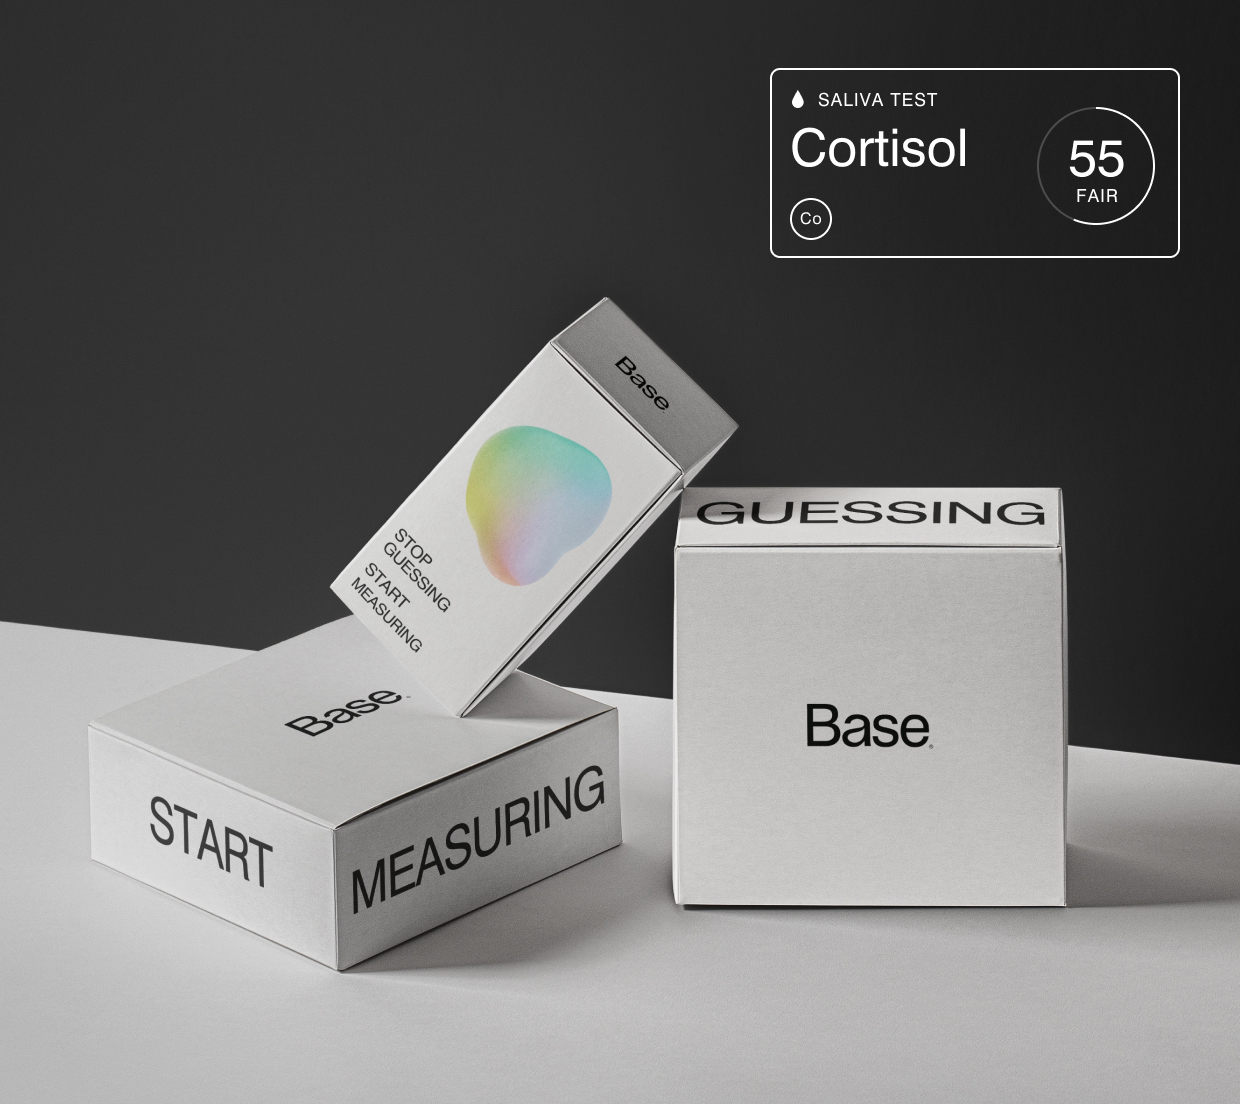 SALIVA TEST
Cortisol
55
FAIR
Co
Base
STOP
GUESSING
START
MEASURING
GUESSING
Base
Base
START
MEASURING